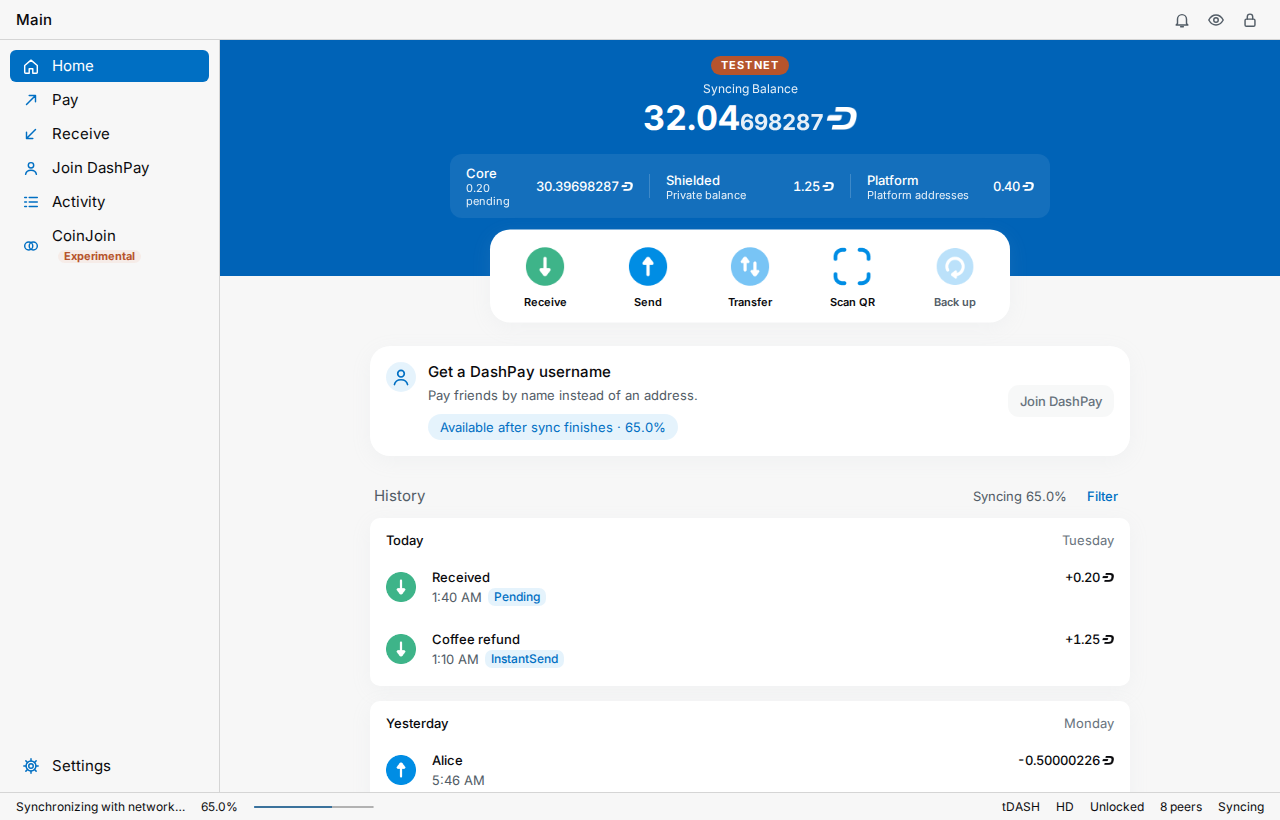 Main
Home
Pay
Receive
Join DashPay
Activity
CoinJoin
Experimental
Settings
TESTNET
Syncing Balance
32.04698287
Core
0.20
pending
30.39698287
Shielded
Private balance
1.25
Platform
Platform addresses
0.40
Receive
Send
Transfer
Scan QR
Back up
Get a DashPay username
Pay friends by name instead of an address.
Available after sync finishes · 65.0%
Join DashPay
History
Syncing 65.0%
Filter
Today
Tuesday
Received
+0.20
1:40 AM Pending
Coffee refund
+1.25
1:10 AM InstantSend
Yesterday
Monday
Alice
-0.50000226
5:46 AM
Synchronizing with network... 65.0%
tDASH HD Unlocked 8 peers Syncing